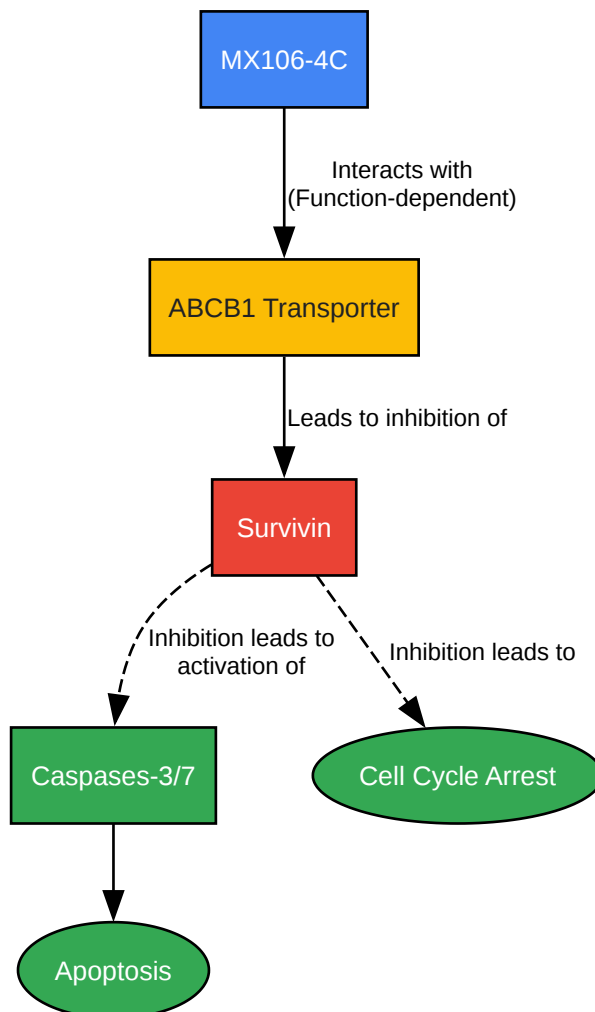 MX106-4C
Interacts with
(Function-dependent)
ABCB1 Transporter
Leads to inhibition of
Survivin
Inhibition leads to
activation of
Inhibition leads to
Caspases-3/7
Cell Cycle Arrest
Apoptosis